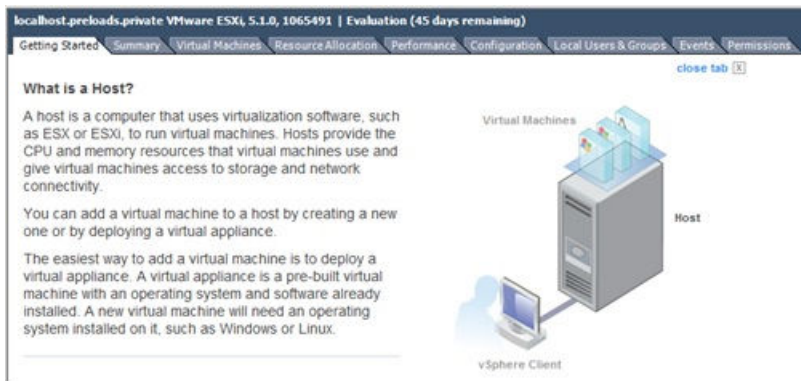 localhost.preloads.private VMware ESXi, 5.1.0, 1065491 | Evaluation (45 days remaining)
Getting Started Summary Virtual Machines Resource Allocation Performance Configuration Local Users & Groups Events Permissions
close tab X
What is a Host?
A host is a computer that uses virtualization software, such
as ESX or ESXi, to run virtual machines. Hosts provide the
CPU and memory resources that virtual machines use and
give virtual machines access to storage and network
connectivity.
You can add a virtual machine to a host by creating a new
one or by deploying a virtual appliance.
The easiest way to add a virtual machine is to deploy a
virtual appliance. A virtual appliance is a pre-built virtual
machine with an operating system and software already
installed. A new virtual machine will need an operating
system installed on it, such as Windows or Linux.
Virtual Machines
Host
vSphere Client